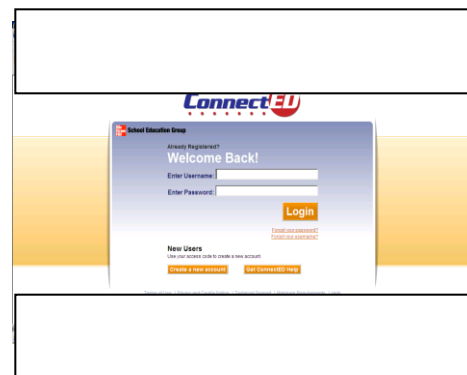 ConnectED
School Education Group
Already Registered?
Welcome Back!
Enter Username:
Enter Password:
Login
Forgot your password?
Forgot your username?
New Users
Use your access code to create a new account
Create a new account Get ConnectED Help